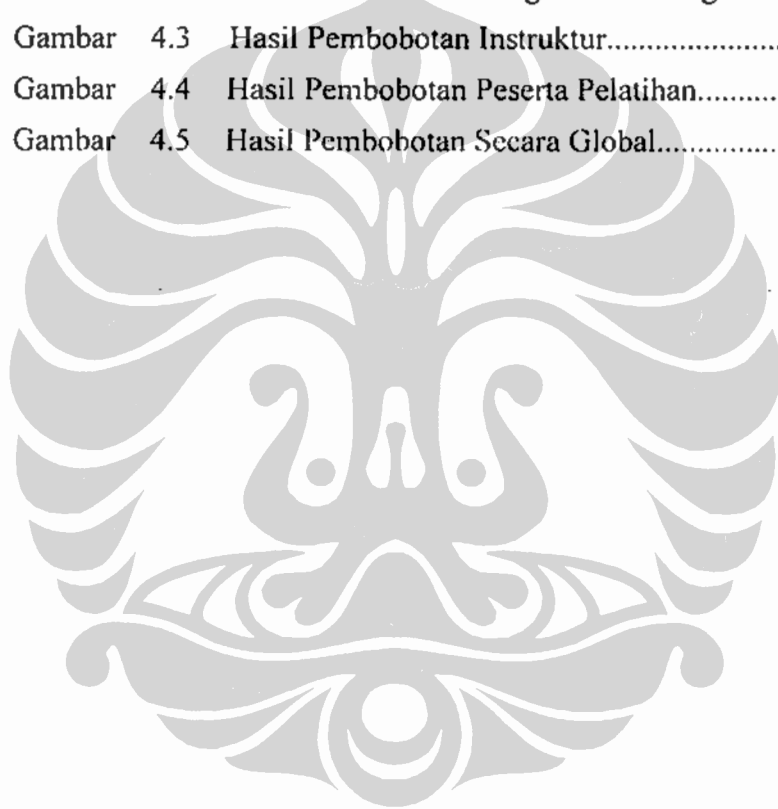 Gambar 4.3 Hasil Pembobotan Instruktur......................
Gambar 4.4 Hasil Pembobotan Peserta Pelatihan..........
Gambar 4.5 Hasil Pembobotan Secara Global...............